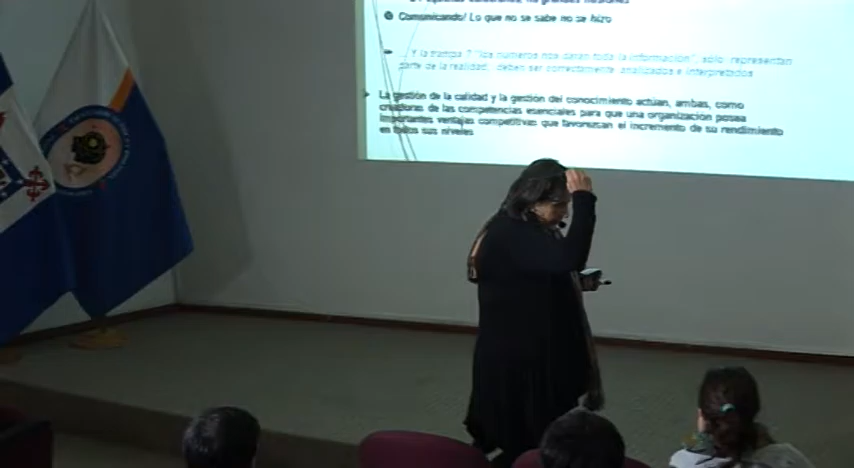 Comunicando! Lo que no se sabe no se hizo
Y la trampa ? "los números nos darán toda la información", sólo representan
parte de la realidad, deben ser correctamente analizados e interpretados
La gestión de la calidad y la gestión del conocimiento actúan, ambas, como
creadoras de las competencias esenciales para que una organización posea
importantes ventajas competitivas que favorezcan el incremento de su rendimiento
en todos sus niveles